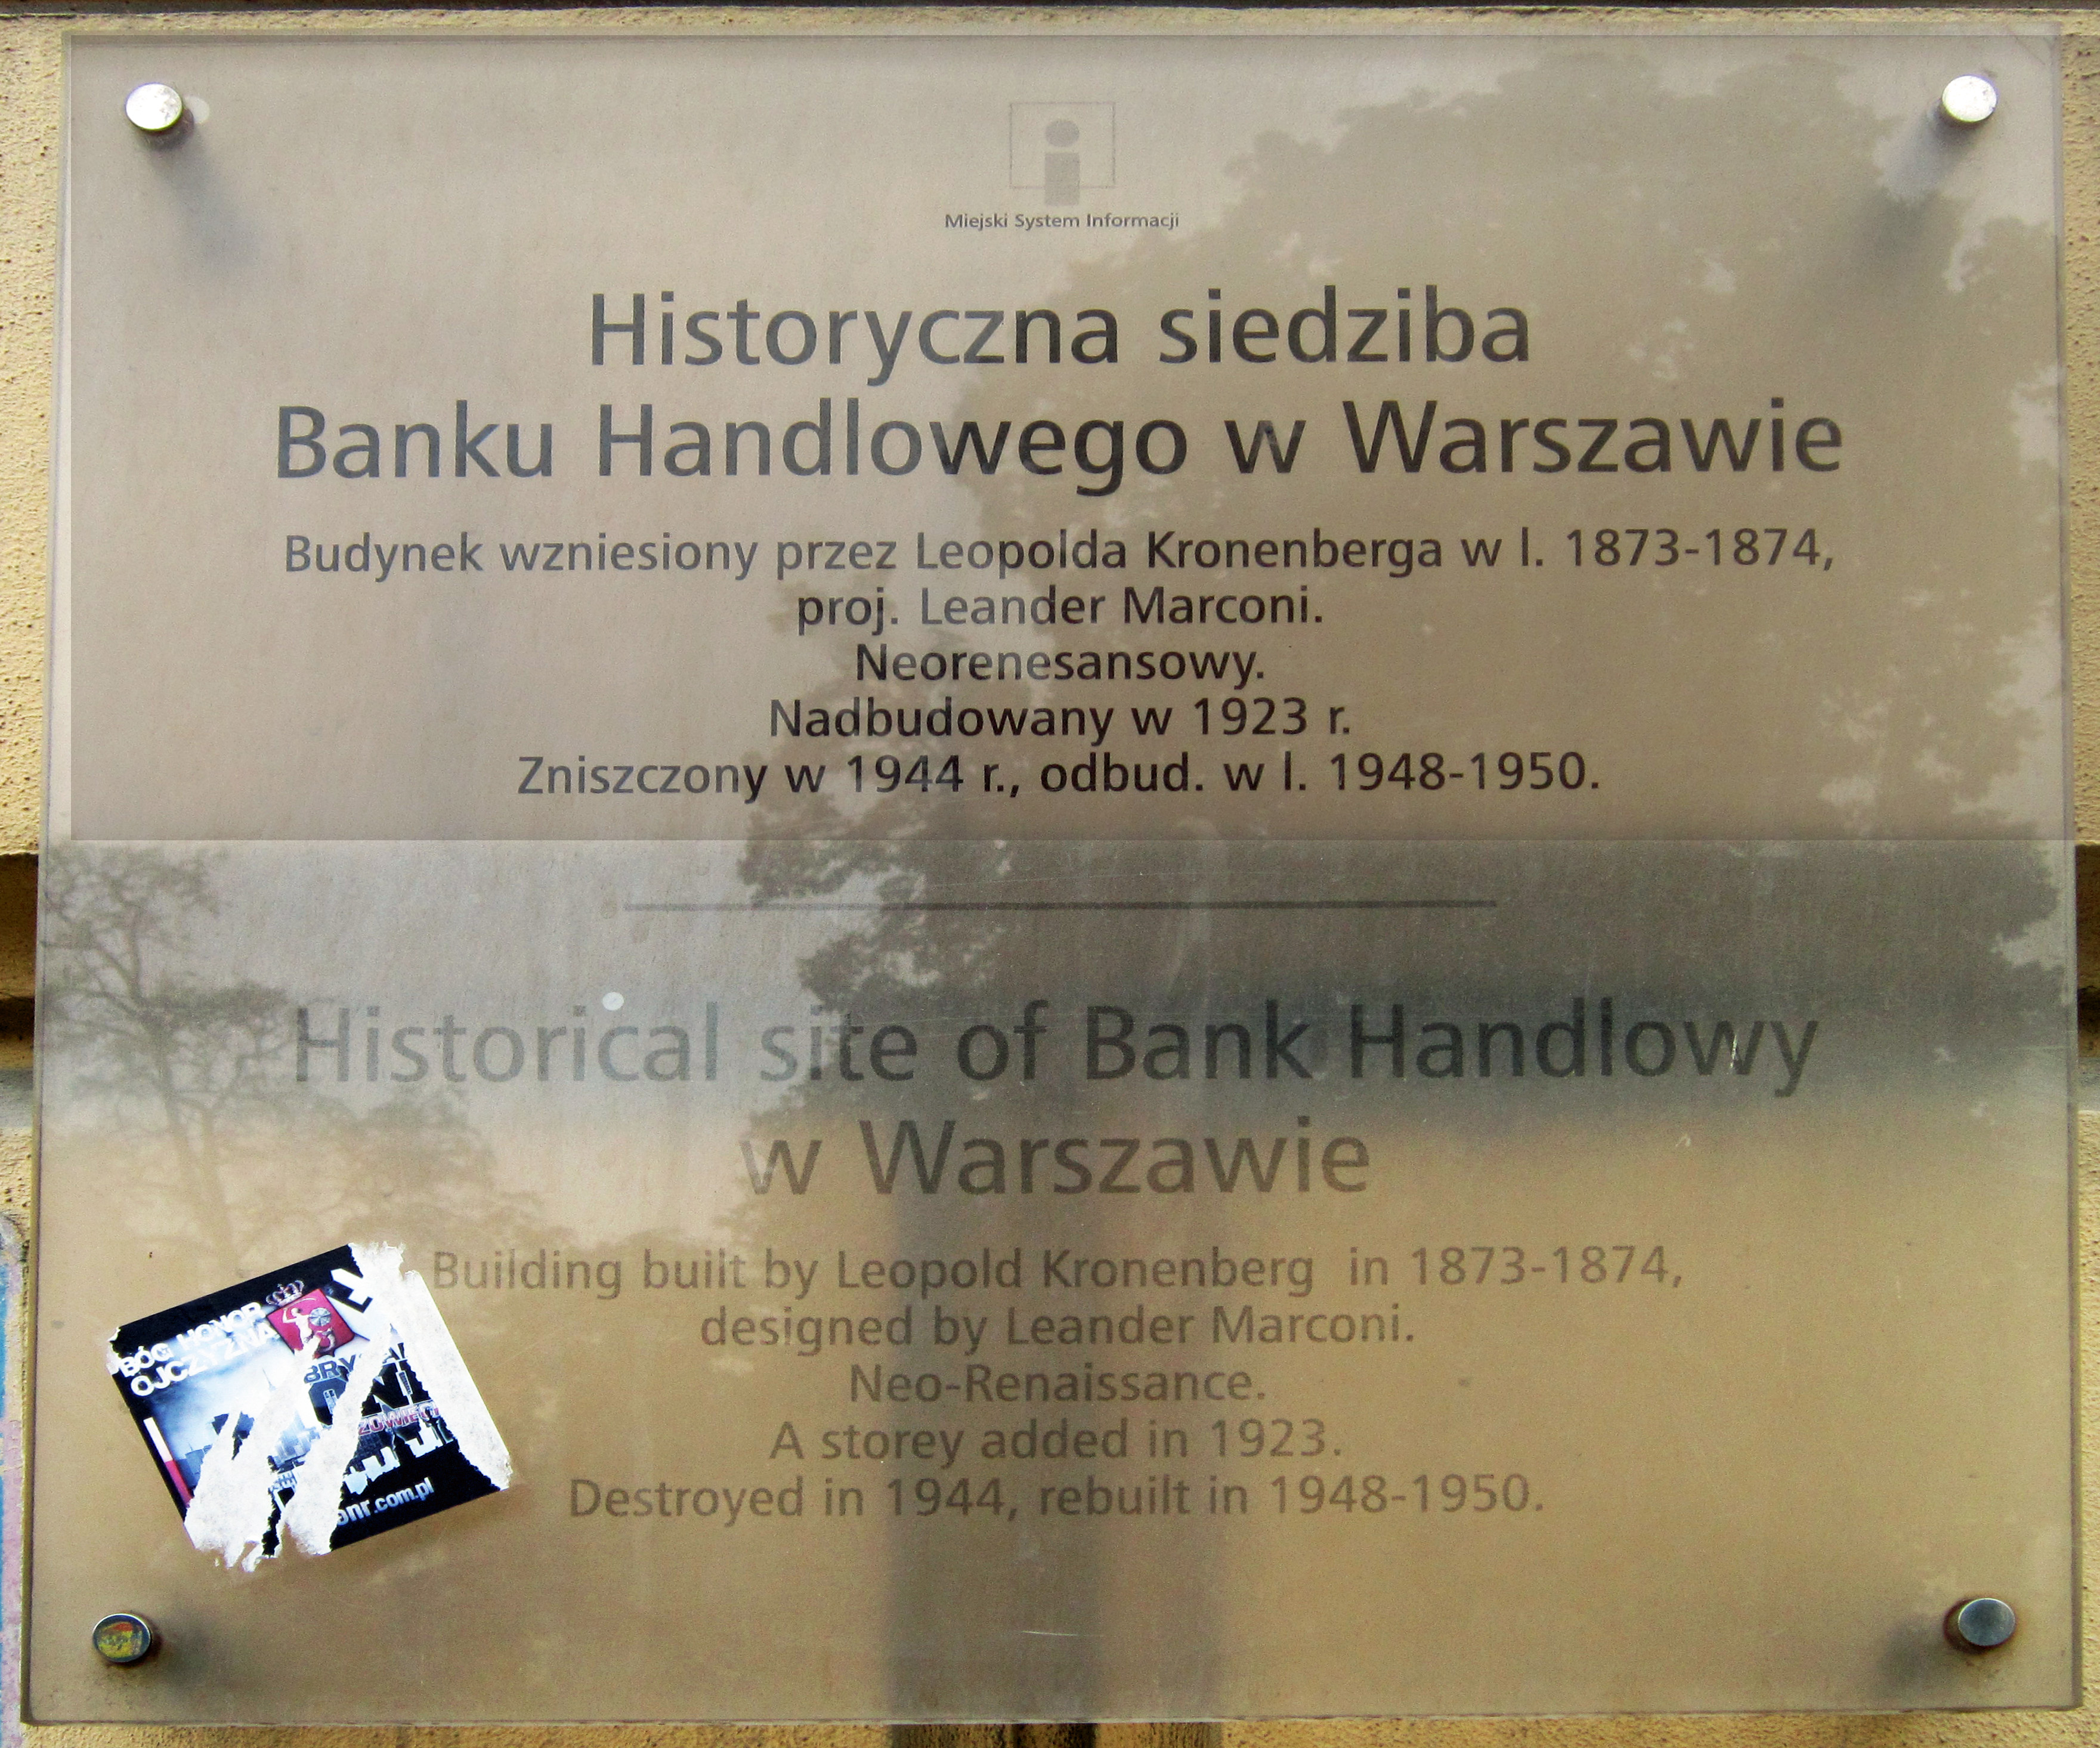 Miejski System Informacji
Historyczna siedziba
Banku Handlowego w Warszawie
Budynek wzniesiony przez Leopolda Kronenberga w l. 1873-1874,
proj. Leander Marconi.
Neorenesansowy.
Nadbudowany w 1923 r.
Zniszczony w 1944 r., odbud. w l. 1948-1950.
Historical site of Bank Handlowy
w Warszawie
Building built by Leopold Kronenberg in 1873-1874,
designed by Leander Marconi.
Neo-Renaissance.
A storey added in 1923.
Destroyed in 1944, rebuilt in 1948-1950.
BÓG HONOR
OJCZYZNA
onr.com.pl